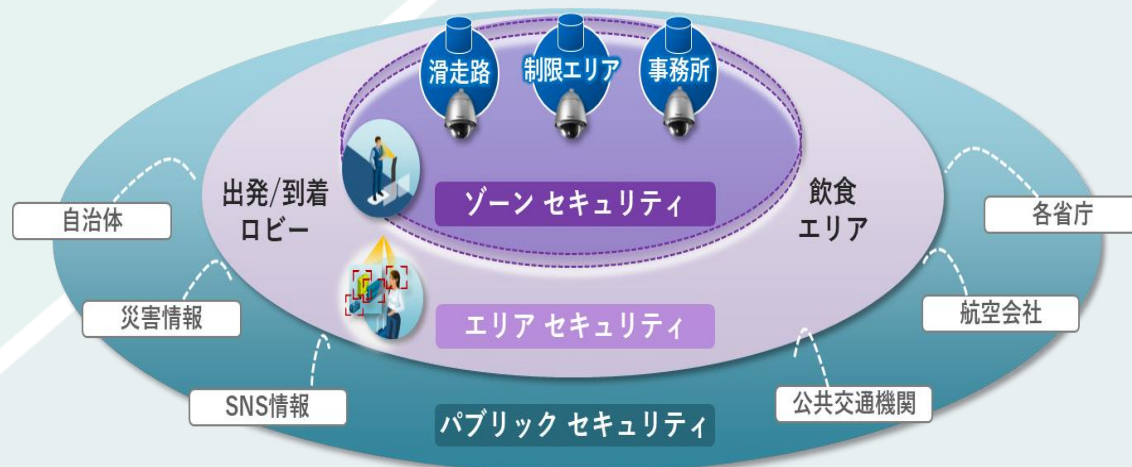 滑走路
制限エリア
事務所
出発/到着
ロビー
ゾーン セキュリティ
飲食
エリア
自治体
各省庁
災害情報
エリア セキュリティ
航空会社
SNS情報
パブリック セキュリティ
公共交通機関